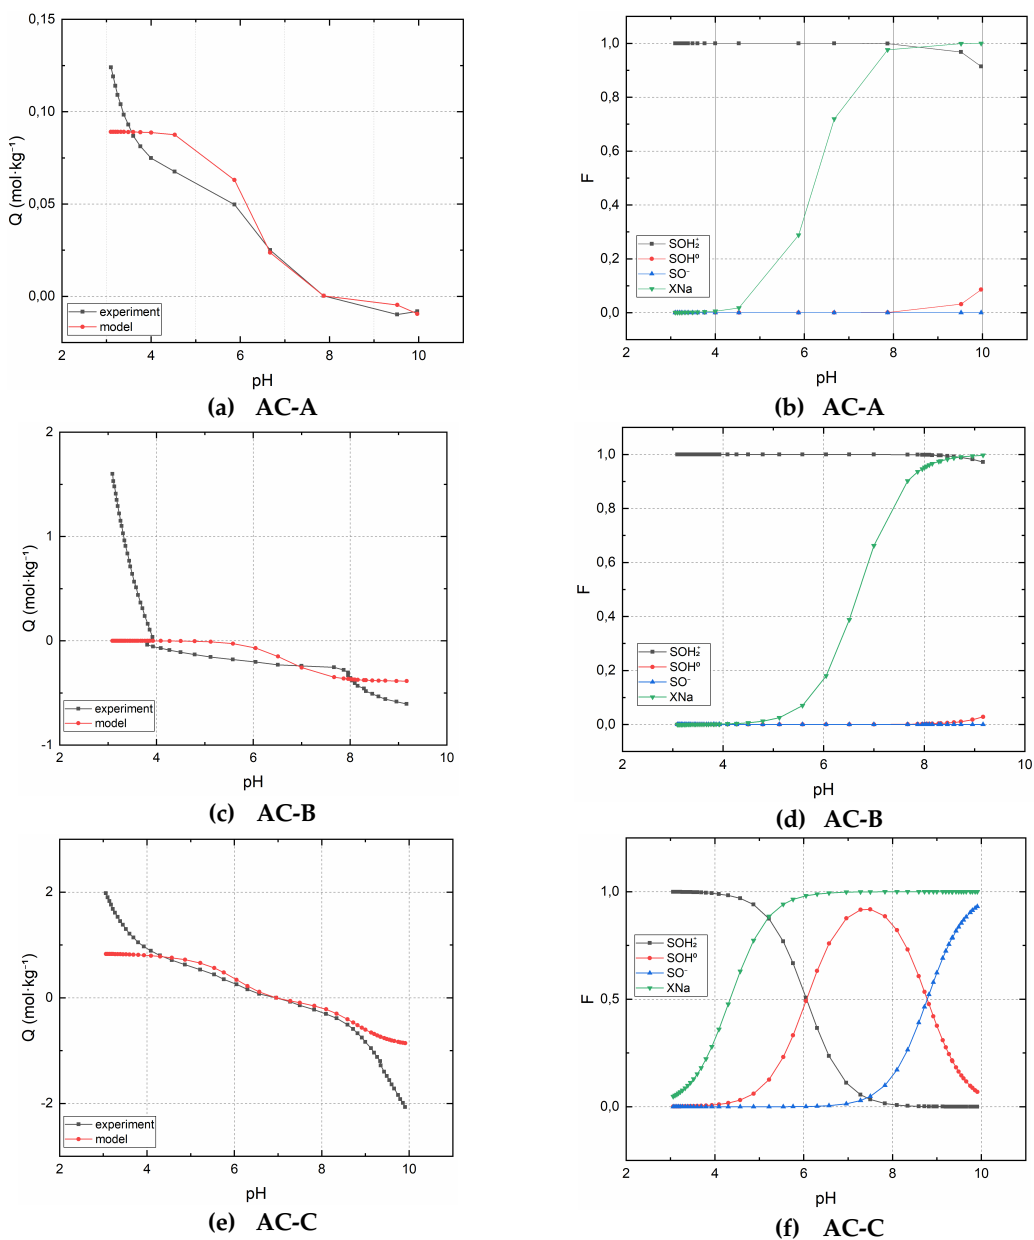 0,15
0,10
0,05
0,00
Q (mol·kg⁻¹)
experiment
model
2 4 6 8 10
pH
(a) AC-A
1,0
0,8
0,6
0,4
0,2
0,0
F
SOH₂⁺
SOH⁰
SO⁻
XNa
2 4 6 8 10
pH
(b) AC-A
2
1
0
-1
Q (mol·kg⁻¹)
experiment
model
2 4 6 8 10
pH
(c) AC-B
1,0
0,8
0,6
0,4
0,2
0,0
F
SOH₂⁺
SOH⁰
SO⁻
XNa
2 4 6 8 10
pH
(d) AC-B
2
0
-2
Q (mol·kg⁻¹)
experiment
model
2 4 6 8 10
pH
(e) AC-C
1,0
0,5
0,0
F
SOH₂⁺
SOH⁰
SO⁻
XNa
2 4 6 8 10
pH
(f) AC-C